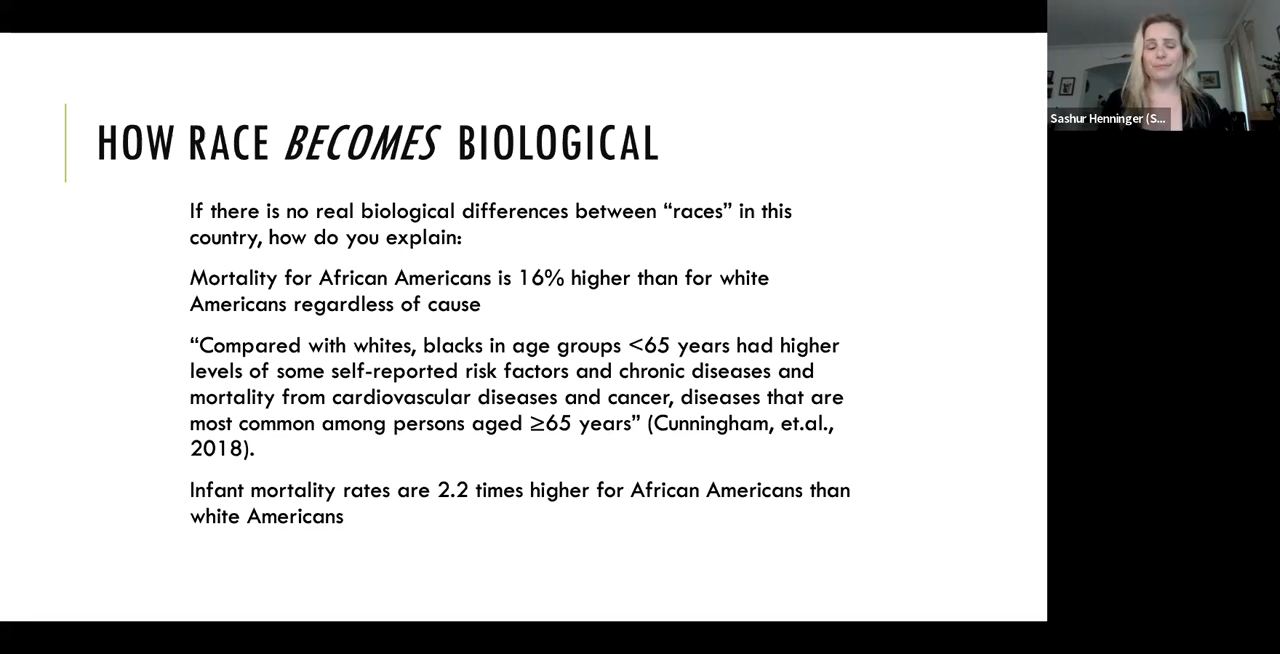 HOW RACE BECOMES BIOLOGICAL
If there is no real biological differences between “races” in this
country, how do you explain:
Mortality for African Americans is 16% higher than for white
Americans regardless of cause
“Compared with whites, blacks in age groups <65 years had higher
levels of some self-reported risk factors and chronic diseases and
mortality from cardiovascular diseases and cancer, diseases that are
most common among persons aged ≥65 years” (Cunningham, et.al.,
2018).
Infant mortality rates are 2.2 times higher for African Americans than
white Americans
Sashur Henninger (S...